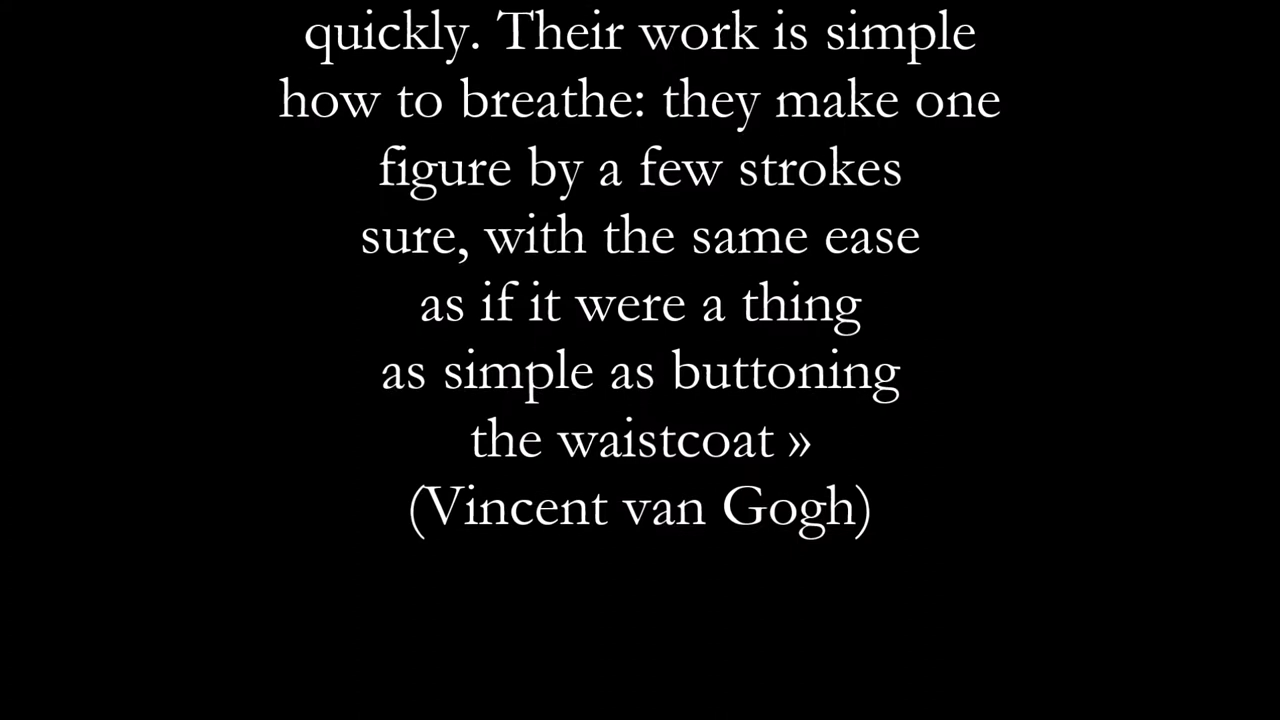 quickly. Their work is simple
how to breathe: they make one
figure by a few strokes
sure, with the same ease
as if it were a thing
as simple as buttoning
the waistcoat »
(Vincent van Gogh)